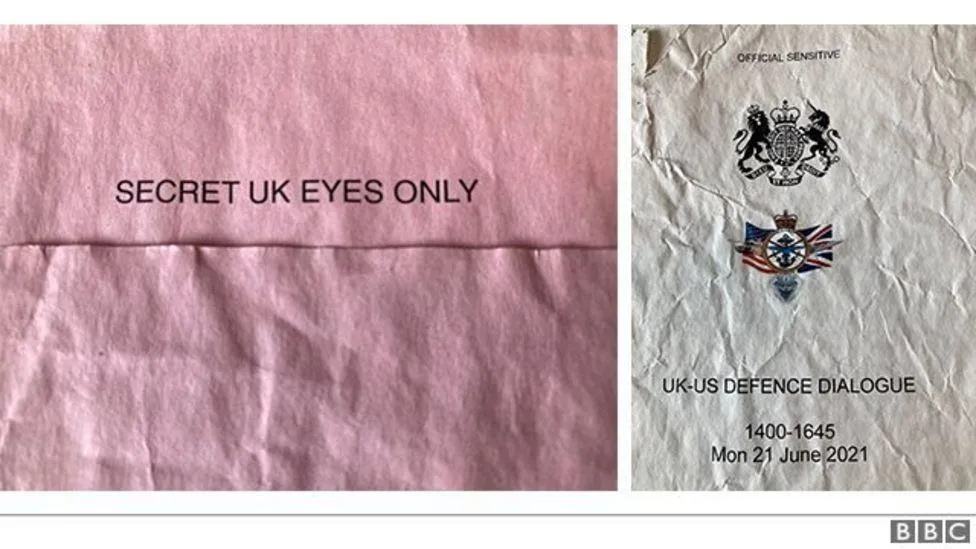 SECRET UK EYES ONLY
OFFICIAL SENSITIVE
UK-US DEFENCE DIALOGUE
1400-1645
Mon 21 June 2021
BBC